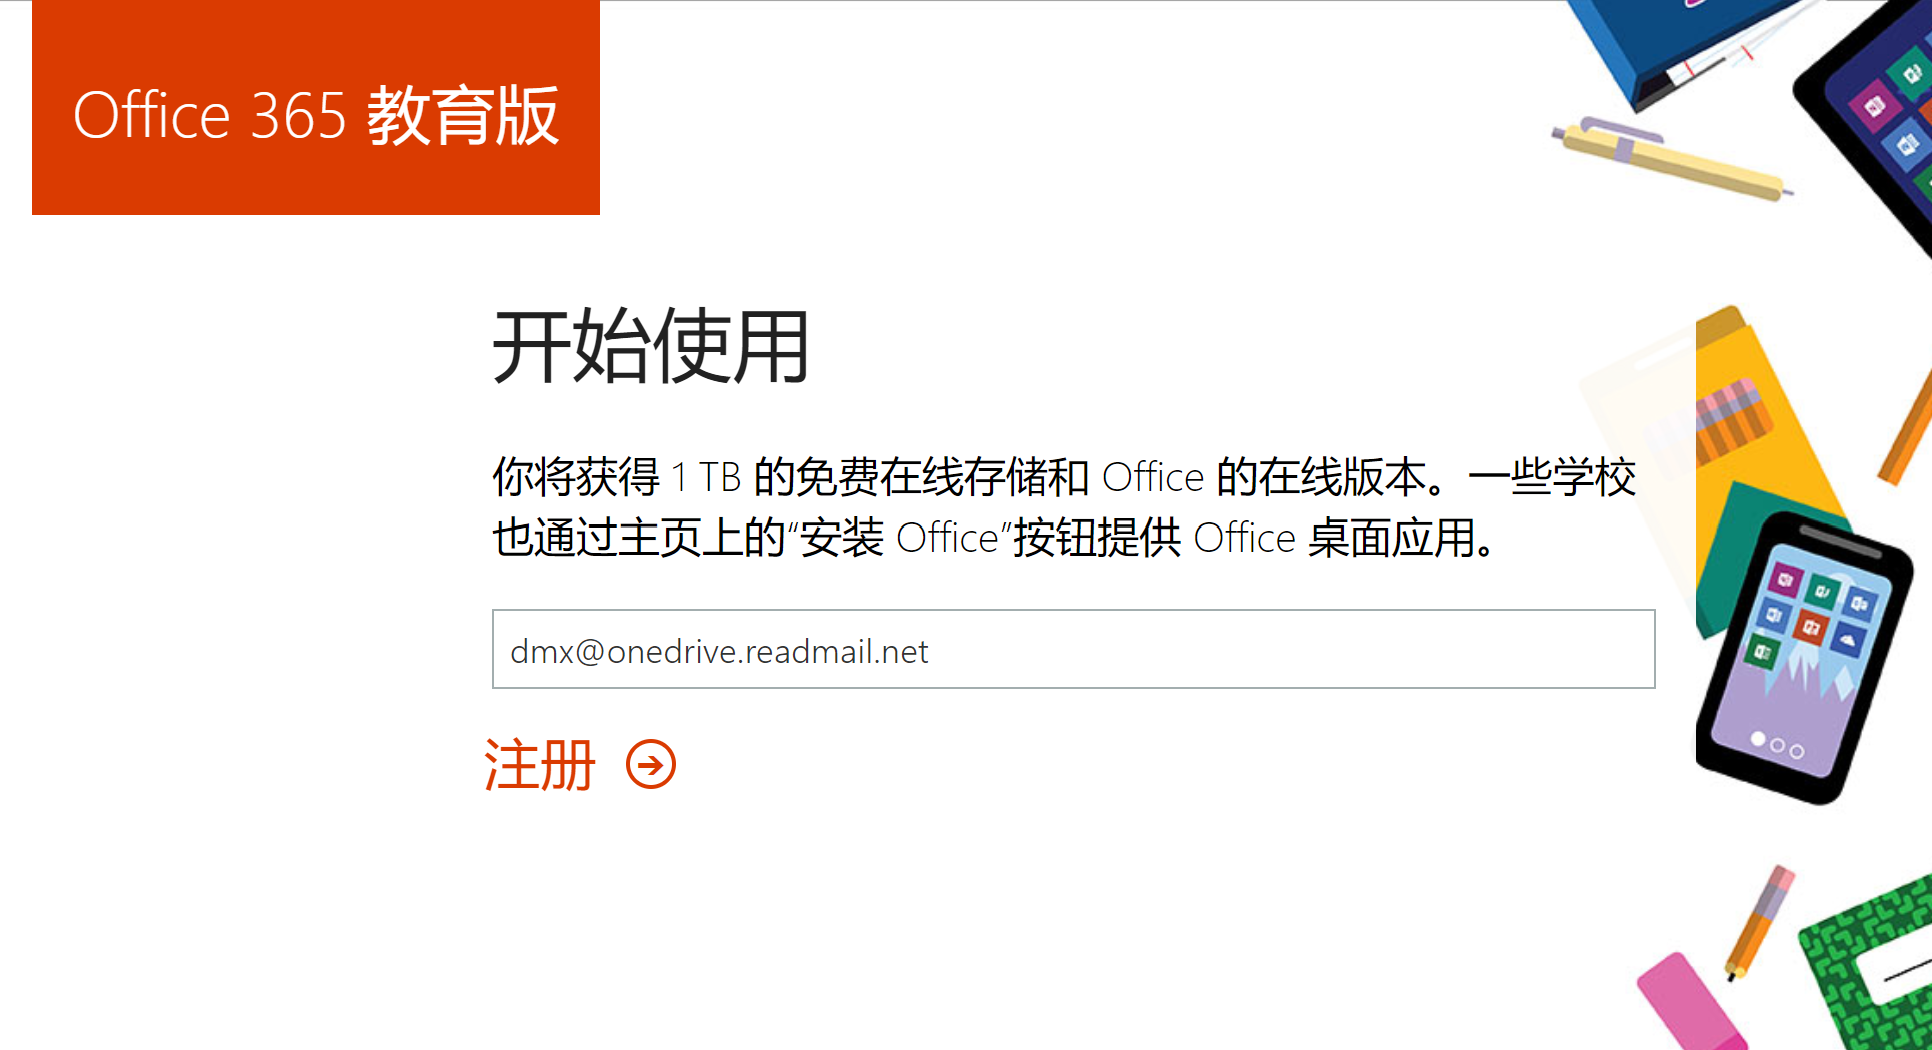 Office 365 教育版
开始使用
你将获得 1 TB 的免费在线存储和 Office 的在线版本。一些学校
也通过主页上的“安装 Office”按钮提供 Office 桌面应用。
dmx@onedrive.readmail.net
注册